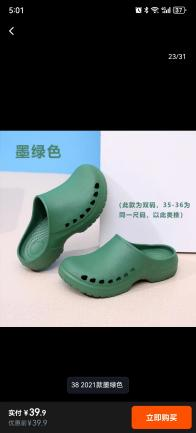 5:01
37
23/31
墨绿色
(此款为双码，35-36为
同一尺码，以此类推)
38 2021款墨绿色
实付 ¥39.9
优惠前 ¥39.9
立即购买